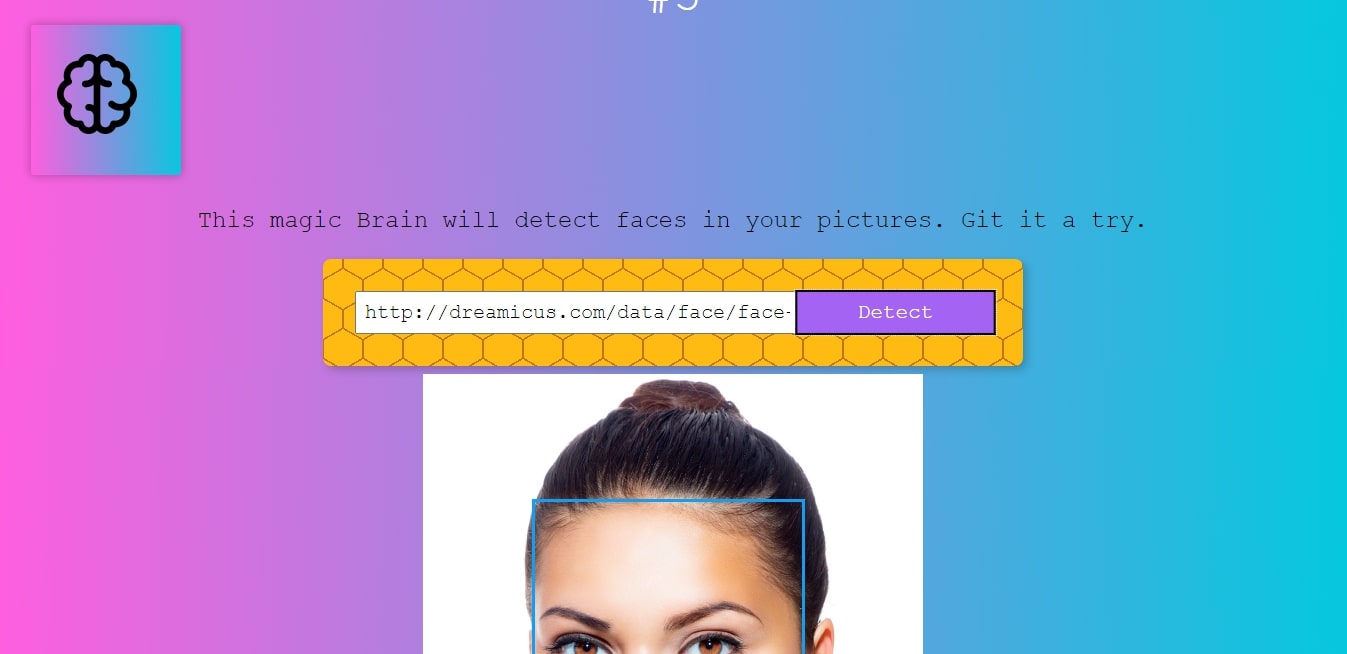 #5
This magic Brain will detect faces in your pictures. Git it a try.
http://dreamicus.com/data/face/face-
Detect